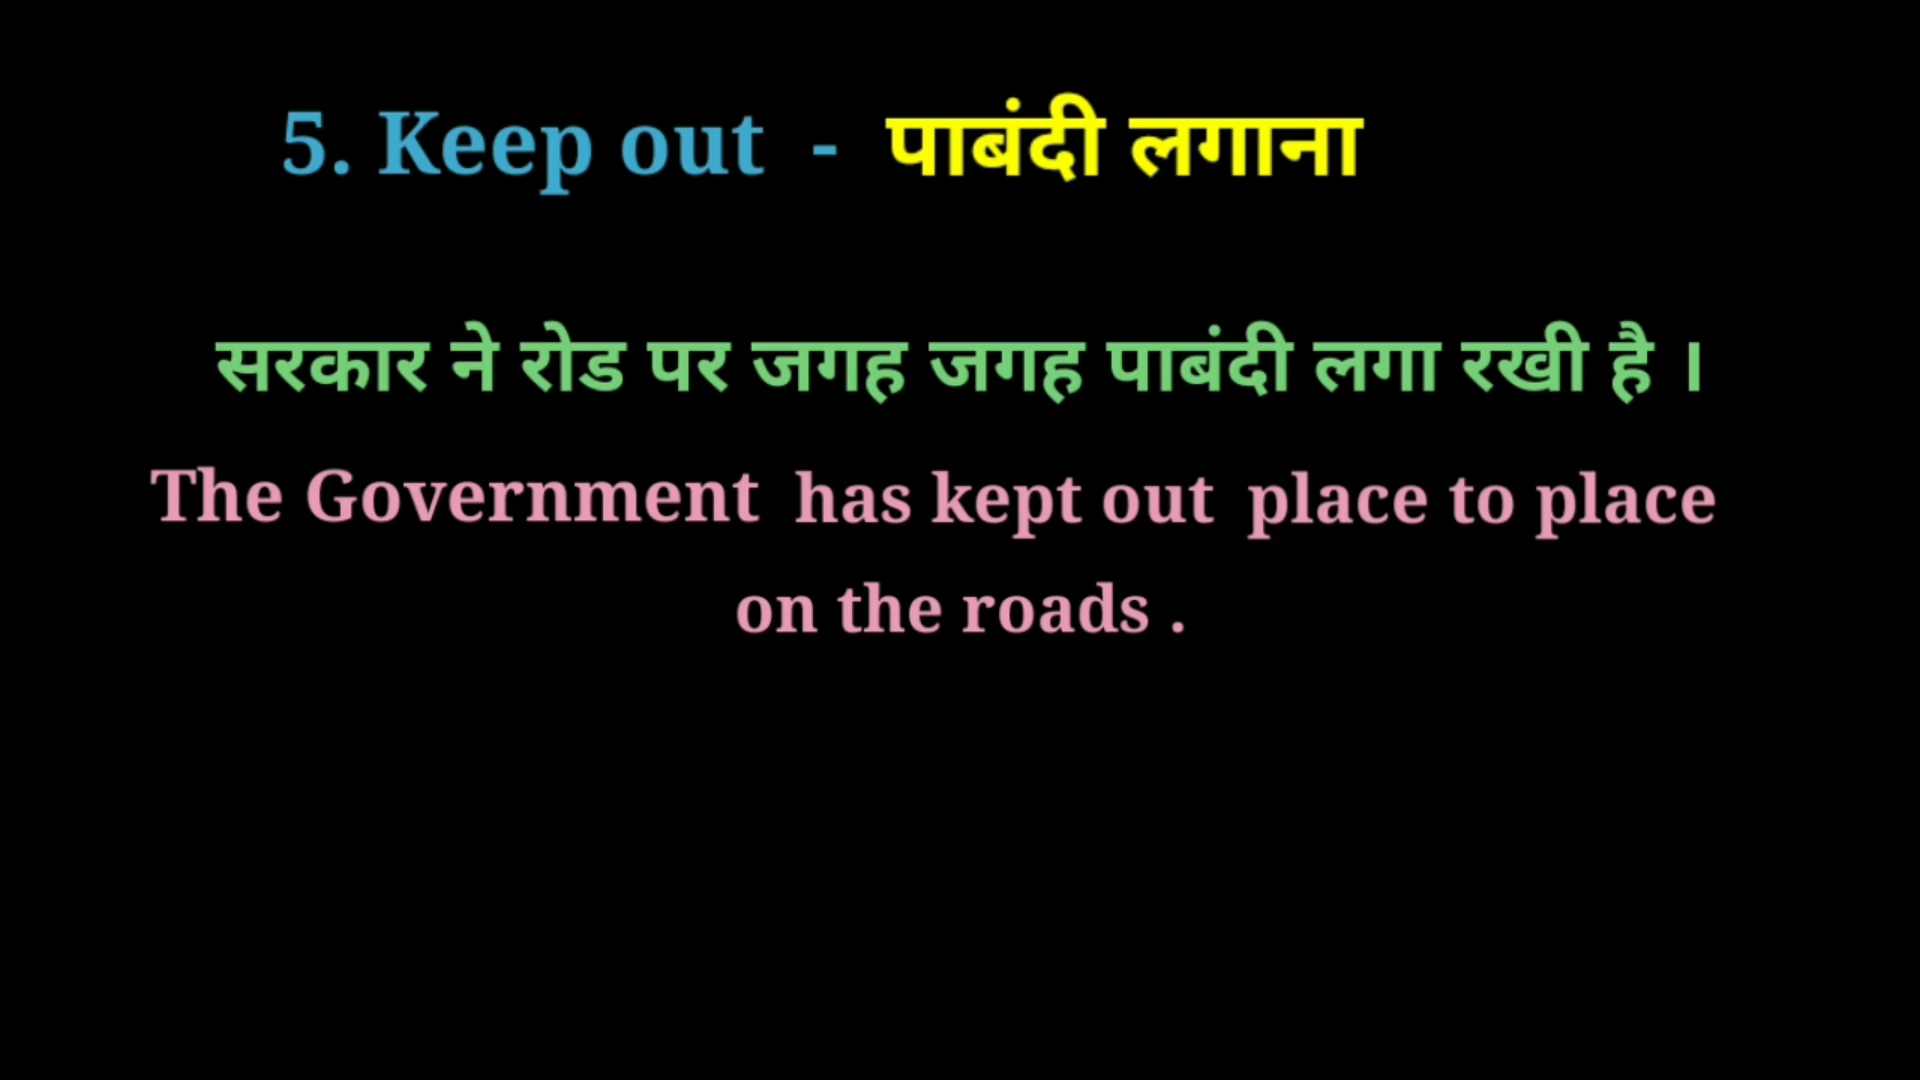 5. Keep out - पाबंदी लगाना
सरकार ने रोड पर जगह जगह पाबंदी लगा रखी है ।
The Government has kept out place to place
on the roads .